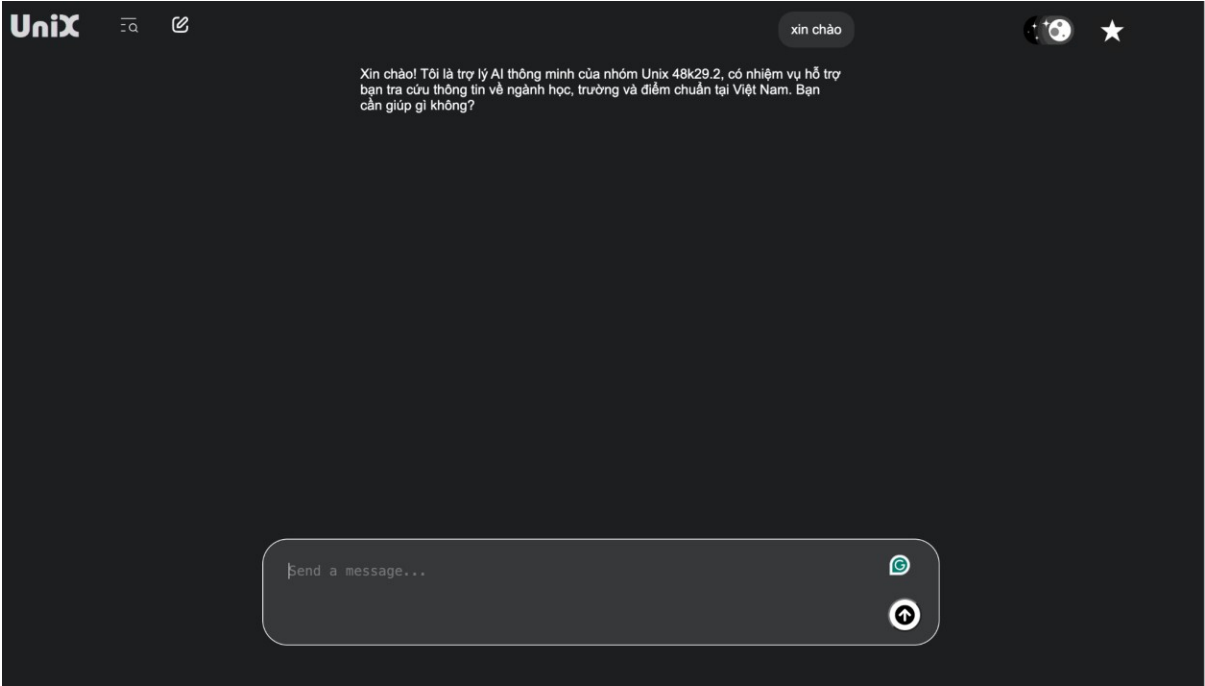 UniX
xin chào
Xin chào! Tôi là trợ lý AI thông minh của nhóm Unix 48k29.2, có nhiệm vụ hỗ trợ
bạn tra cứu thông tin về ngành học, trường và điểm chuẩn tại Việt Nam. Bạn
cần giúp gì không?
Send a message...